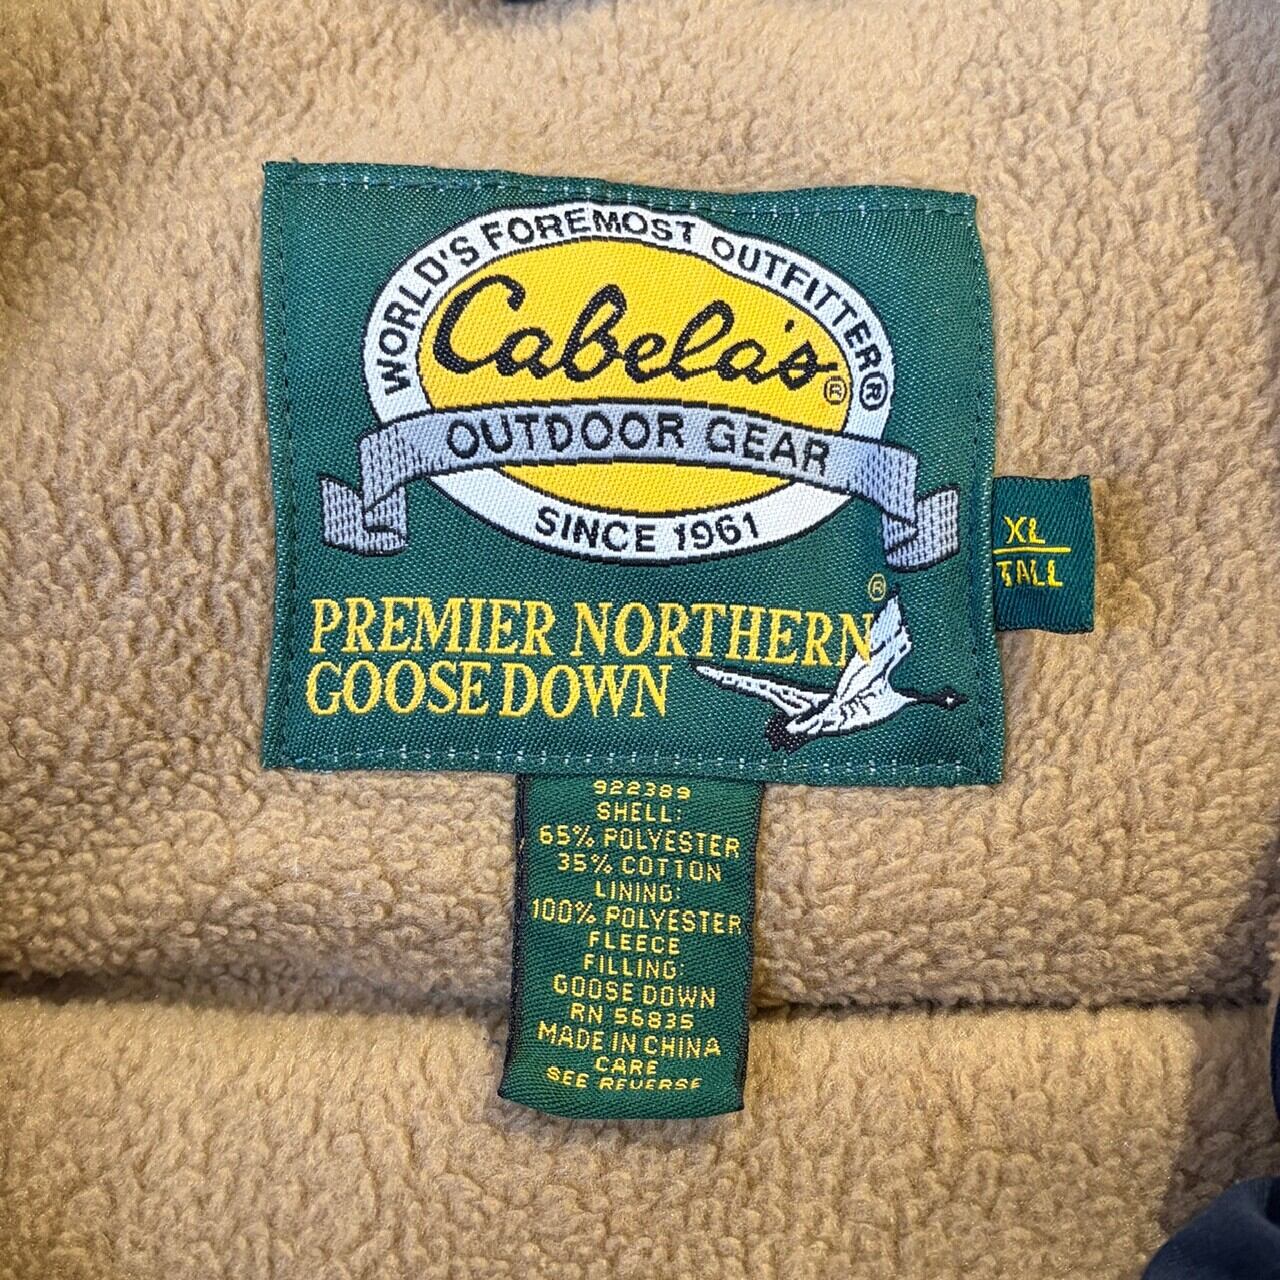 WORLD'S FOREMOST OUTFITTER®
Cabela's®
OUTDOOR GEAR
SINCE 1961
XL
TALL
PREMIER NORTHERN®
GOOSE DOWN
922389
SHELL:
65% POLYESTER
35% COTTON
LINING:
100% POLYESTER
FLEECE
FILLING:
GOOSE DOWN
RN 56835
MADE IN CHINA
CARE
SEE REVERSE